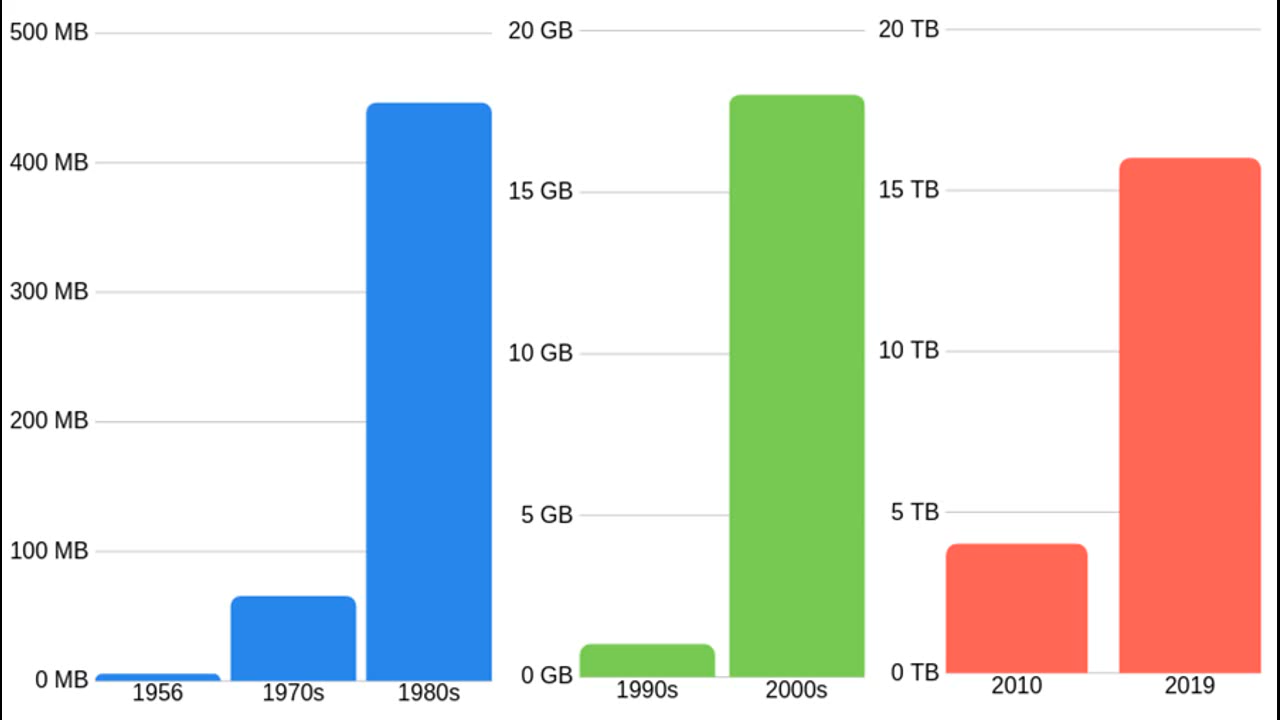 500 MB
400 MB
300 MB
200 MB
100 MB
0 MB
1956 1970s 1980s
20 GB
15 GB
10 GB
5 GB
0 GB
1990s 2000s
20 TB
15 TB
10 TB
5 TB
0 TB
2010 2019